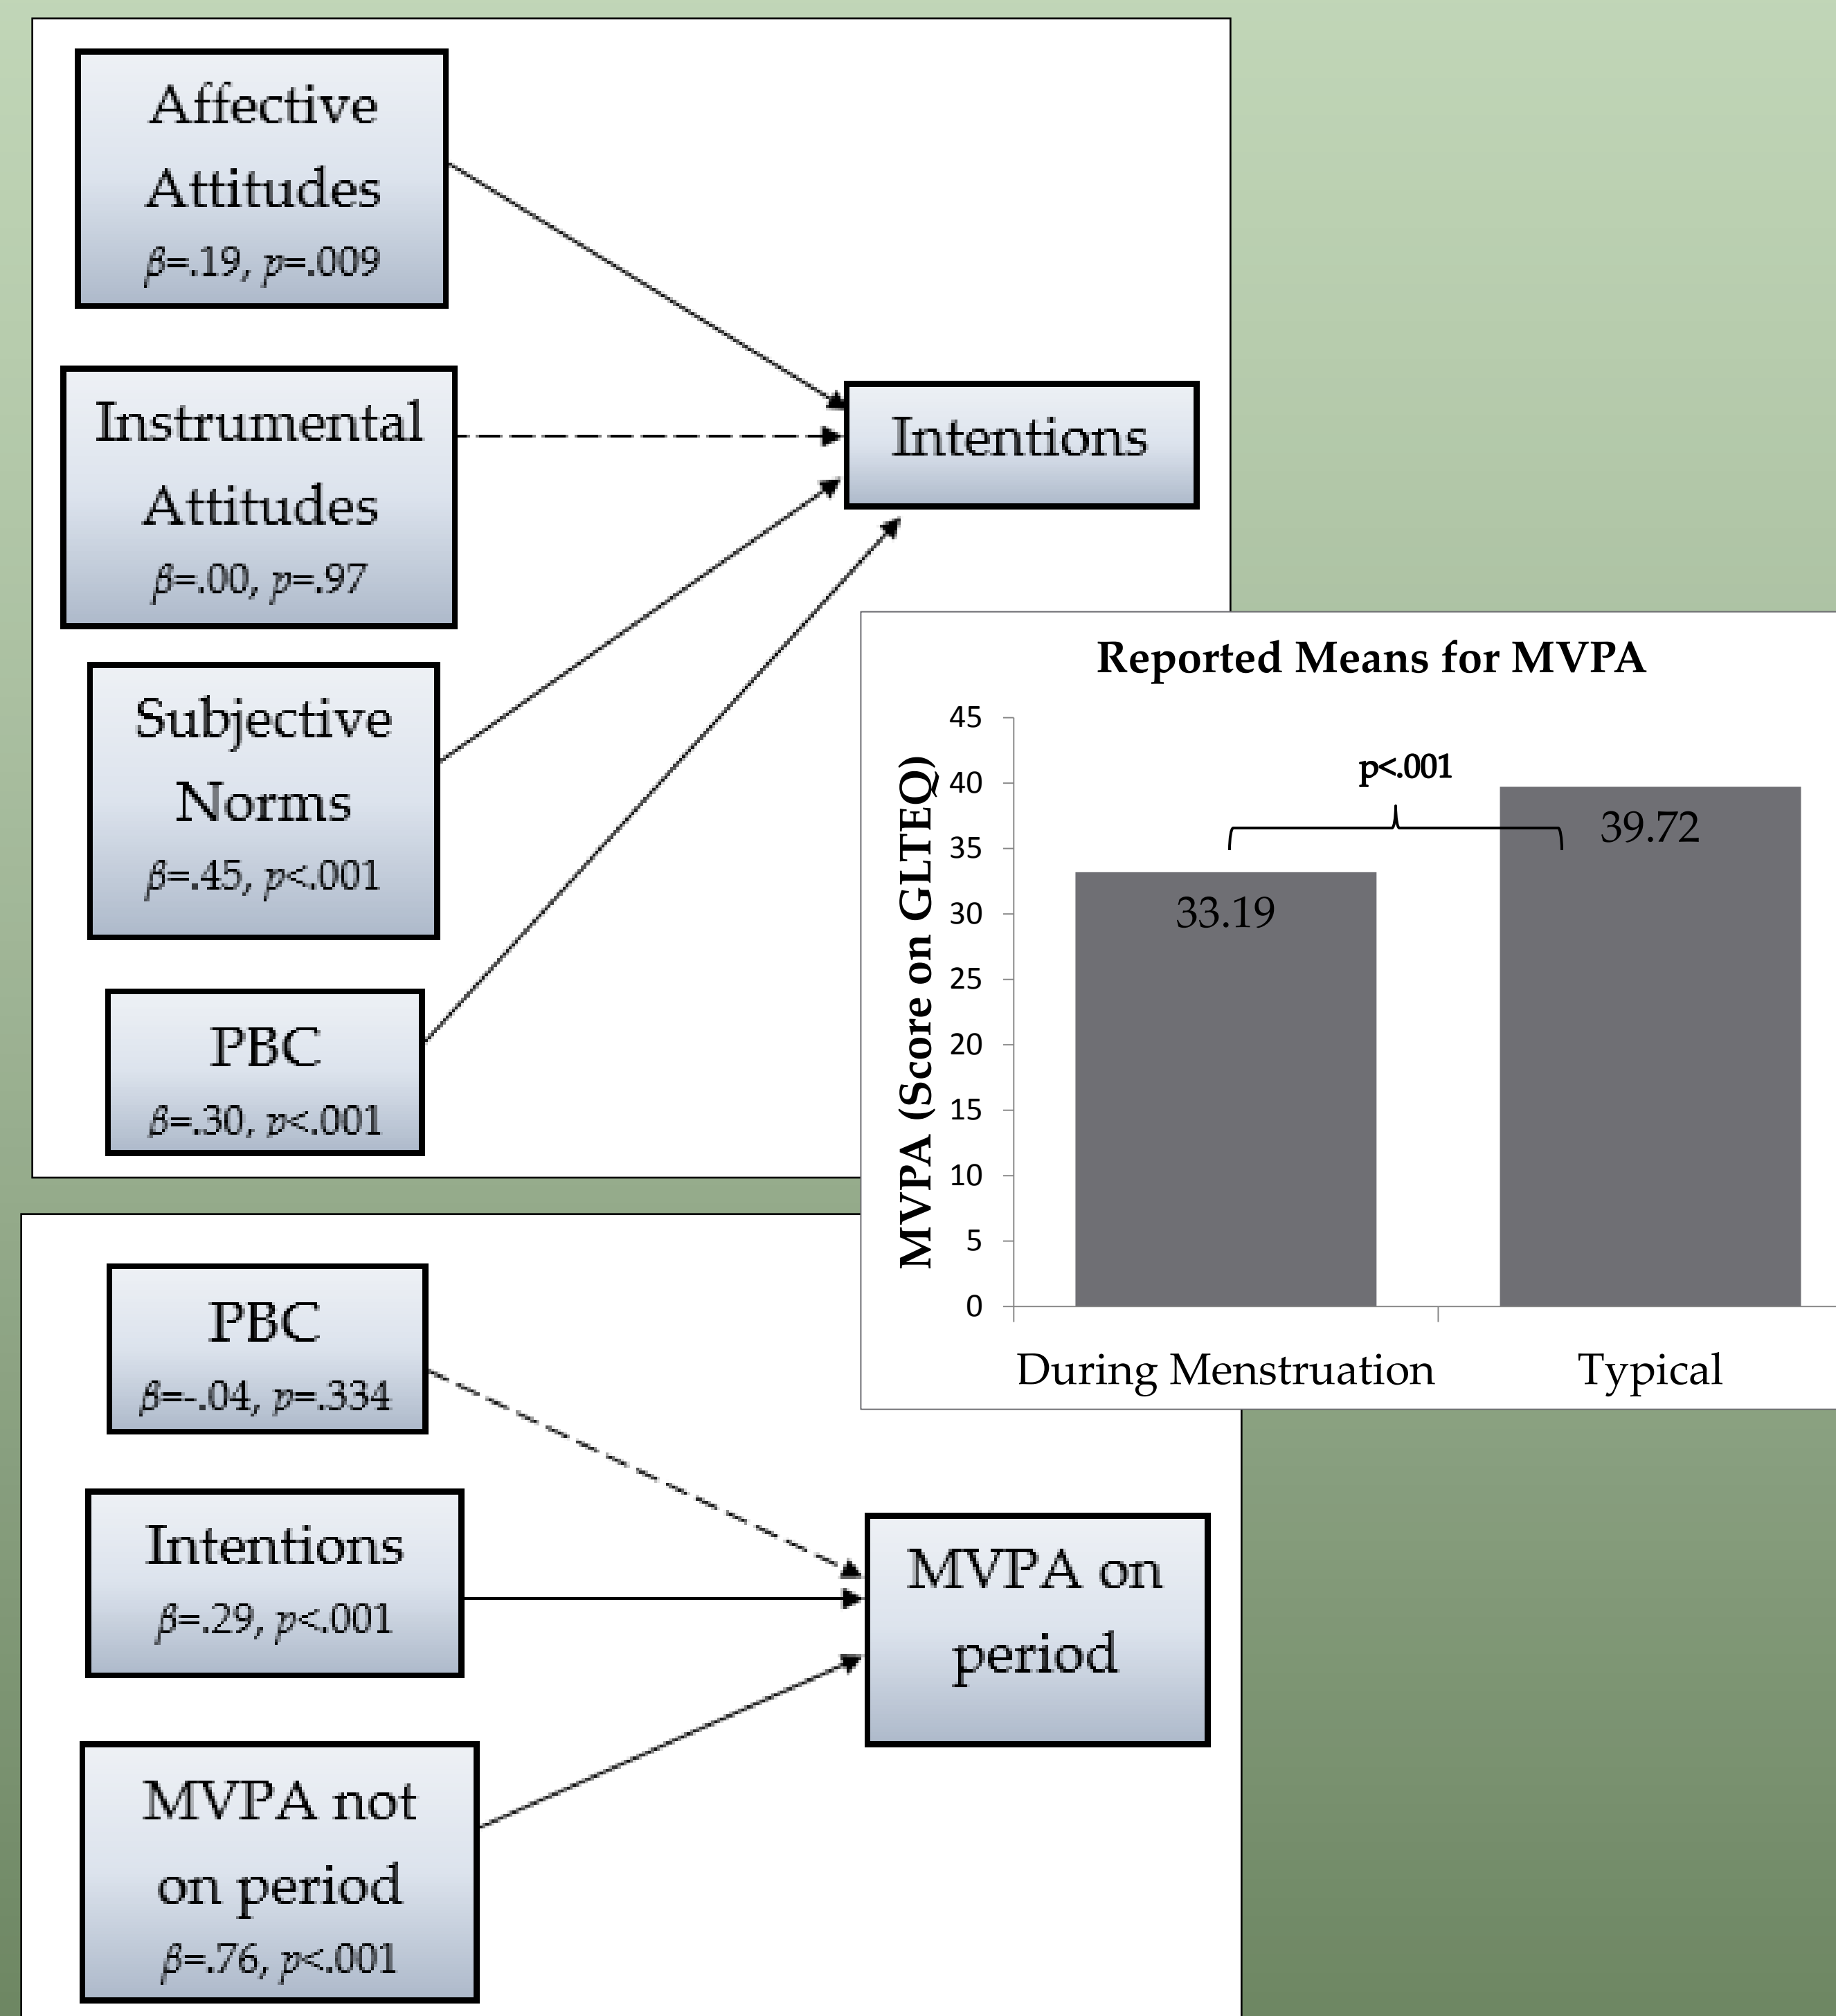 Affective
Attitudes
β=.19, p=.009
Instrumental
Attitudes
β=.00, p=.97
Subjective
Norms
β=.45, p<.001
PBC
β=.30, p<.001
Intentions
Reported Means for MVPA
MVPA (Score on GLTEQ)
45
40
35
30
25
20
15
10
5
0
p<.001
33.19
39.72
During Menstruation
Typical
PBC
β=-.04, p=.334
Intentions
β=.29, p<.001
MVPA not
on period
β=.76, p<.001
MVPA on
period